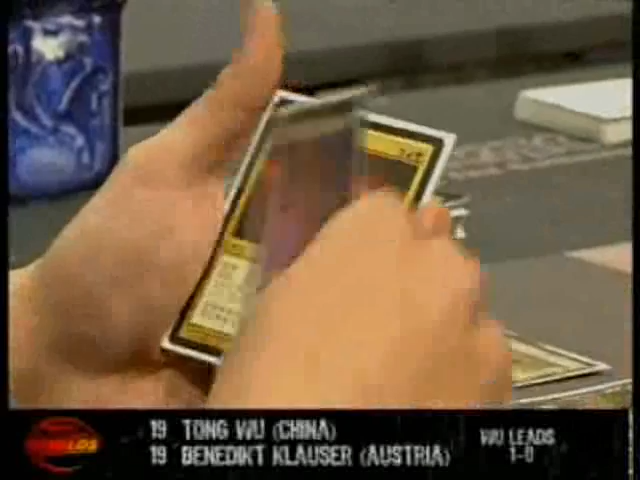 19 TONG WU (CHINA)
19 BENEDIKT KLAUSER (AUSTRIA)
WU LEADS
1-0